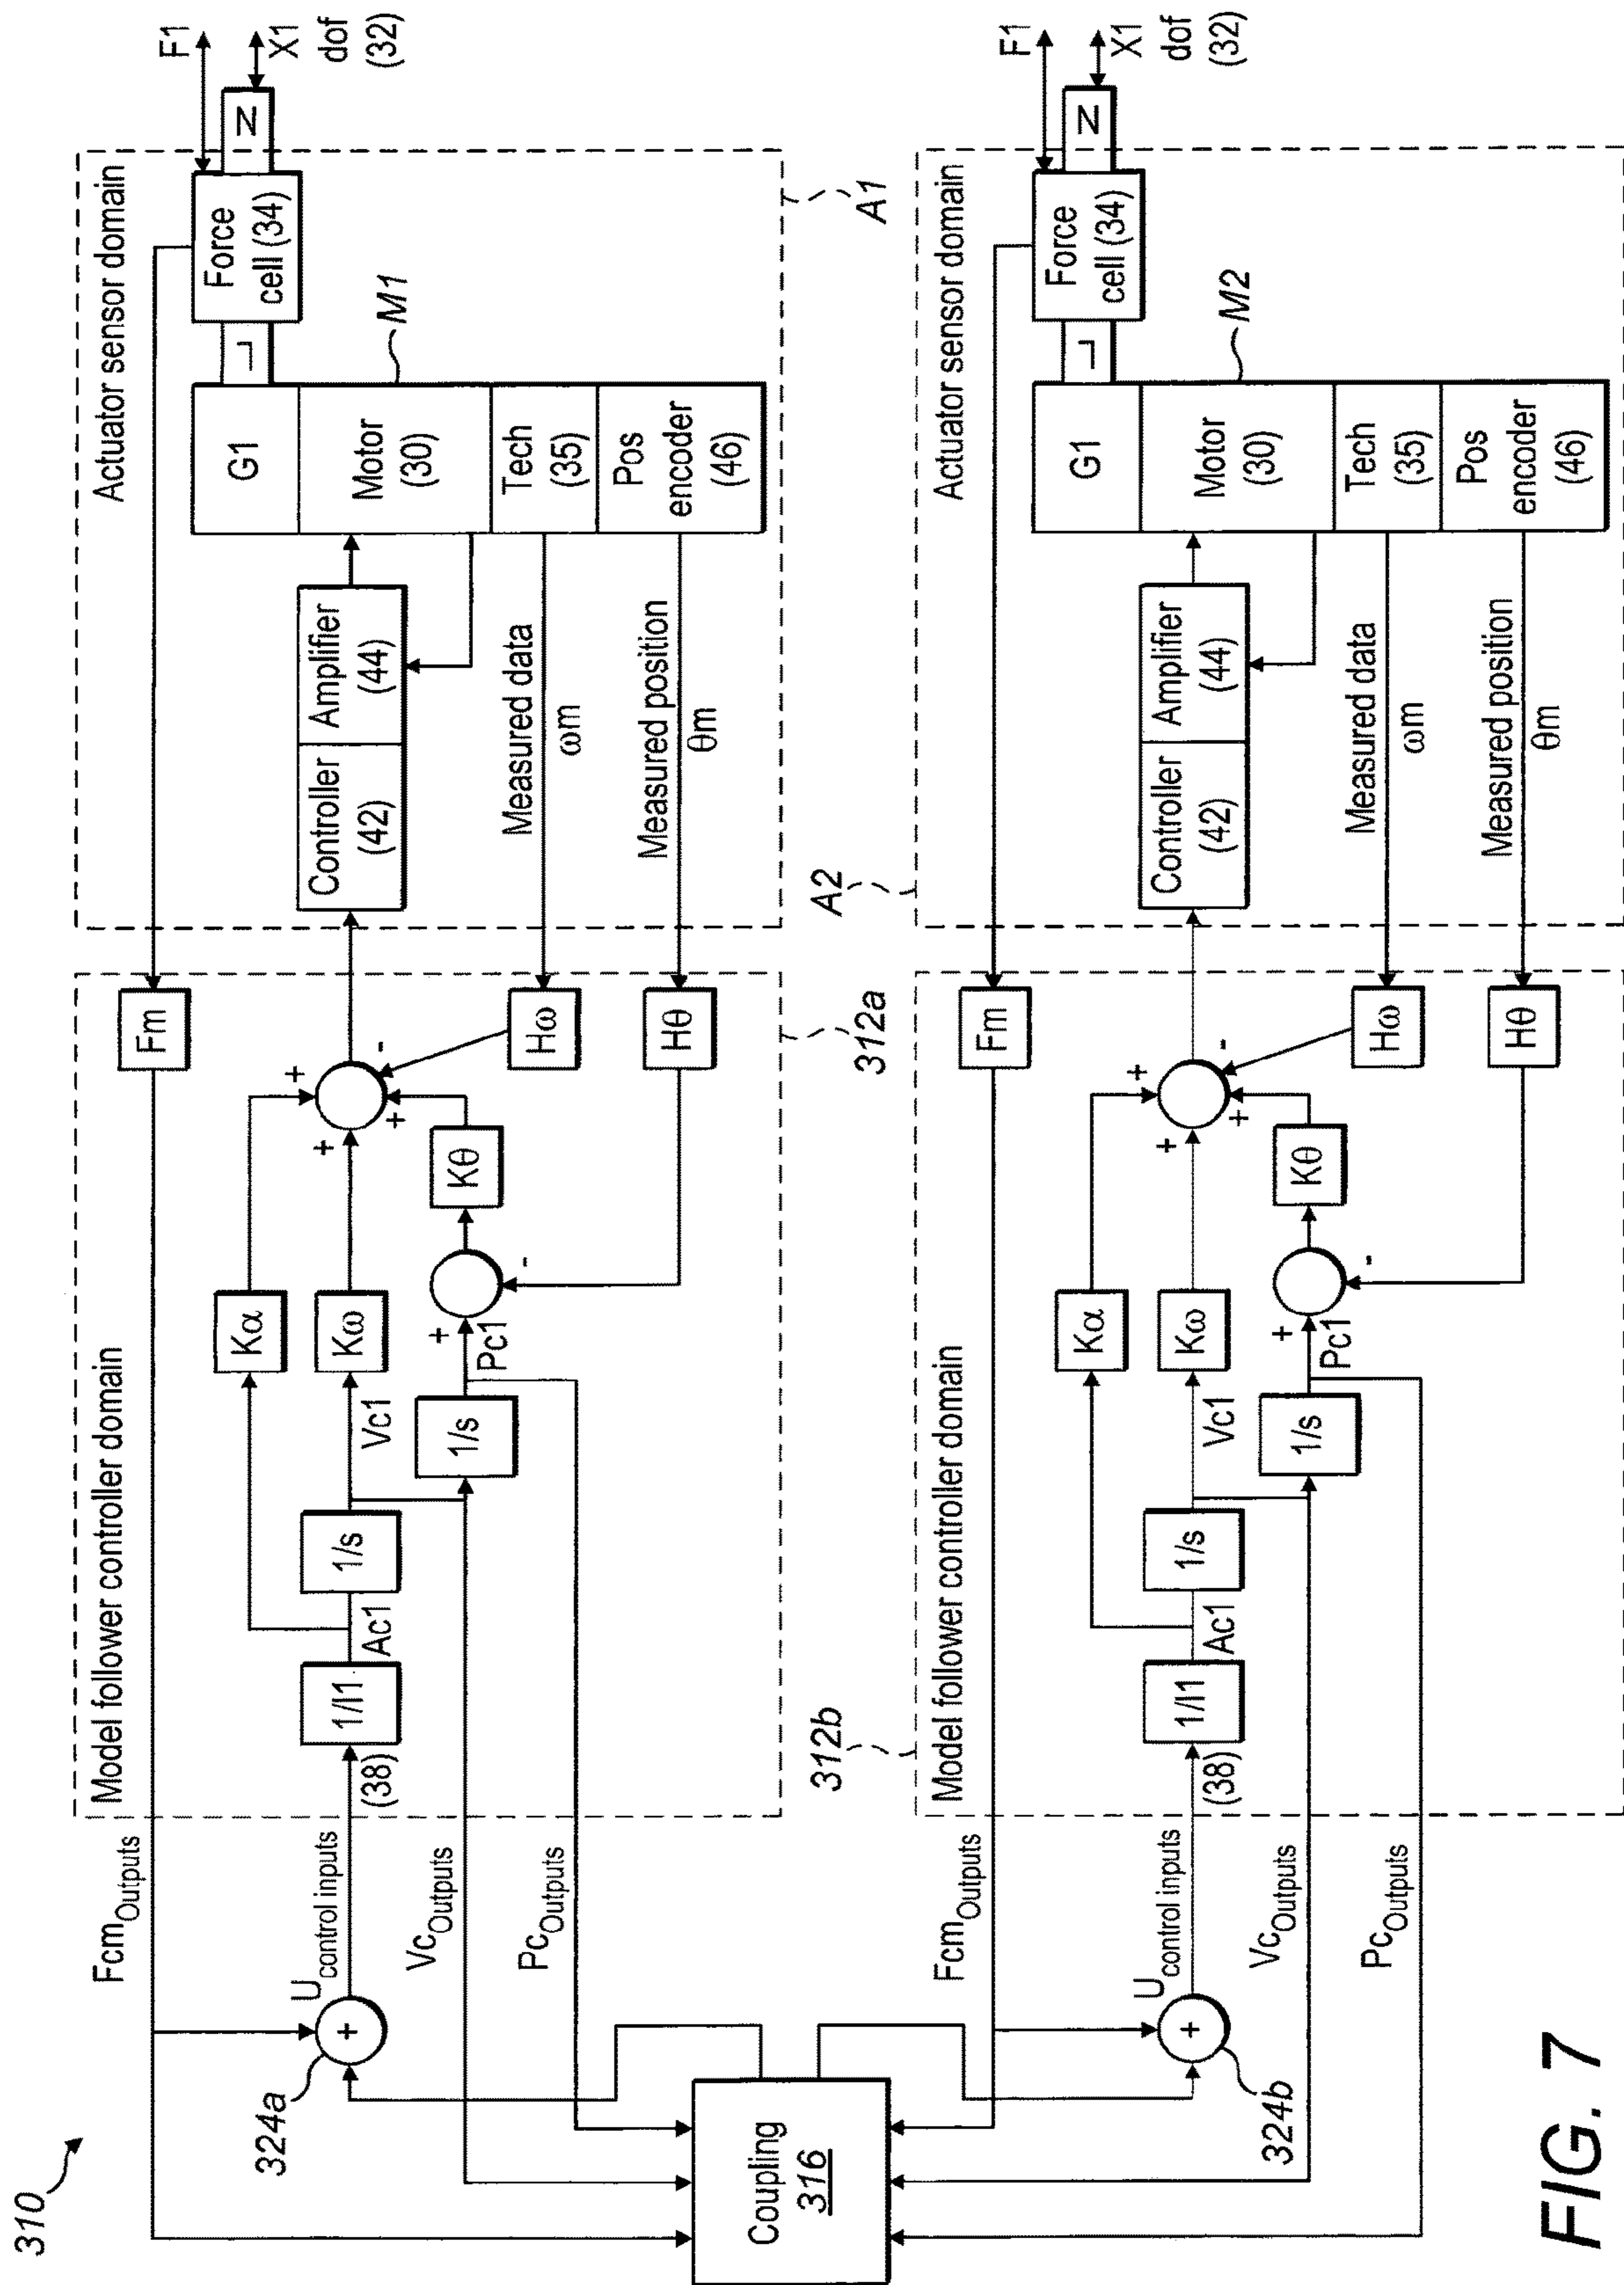 310
324a
Fcm Outputs
U control inputs
Vc Outputs
Pc Outputs
Coupling
316
Model follower controller domain
Fm
Kα
+
(38)
1/I1
Ac1
1/s
Vc1
Kω
+
+
-
1/s
Pc1
+
-
Kθ
Hω
Hθ
312a
+
Actuator sensor domain
F1
X1
dof
(32)
Force
cell (34)
N
L
G1
M1
Controller
(42)
Amplifier
(44)
Motor
(30)
Tech
(35)
Pos
encoder
(46)
Measured data
ωm
Measured position
θm
A1
324b
Fcm Outputs
U control inputs
Vc Outputs
Pc Outputs
312b
Model follower controller domain
Fm
Kα
+
(38)
1/I1
Ac1
1/s
Vc1
Kω
+
+
-
1/s
Pc1
+
-
Kθ
Hω
Hθ
+
A2
Actuator sensor domain
F1
X1
dof
(32)
Force
cell (34)
N
L
G1
M2
Controller
(42)
Amplifier
(44)
Motor
(30)
Tech
(35)
Pos
encoder
(46)
Measured data
ωm
Measured position
θm
FIG. 7